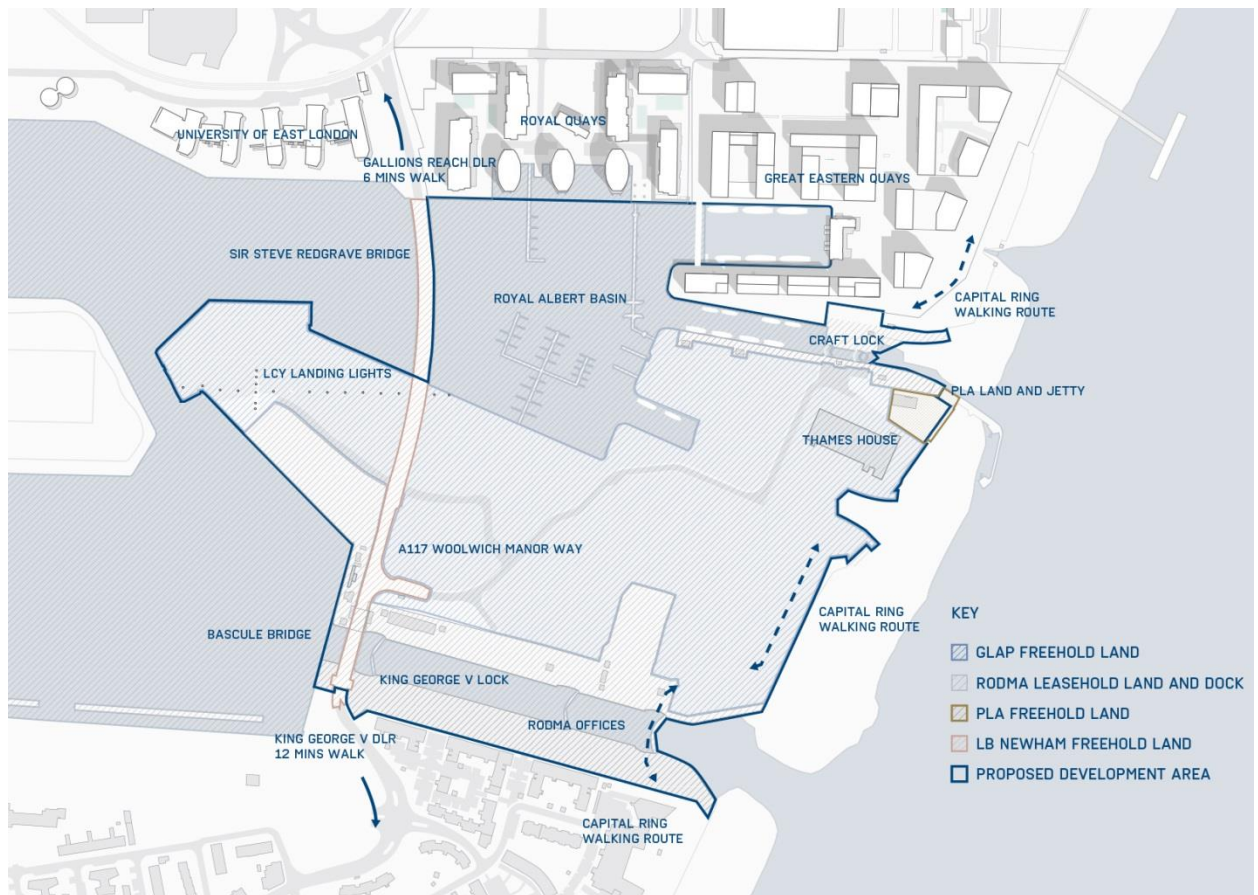 UNIVERSITY OF EAST LONDON
ROYAL QUAYS
GALLIONS REACH DLR
6 MINS WALK
GREAT EASTERN QUAYS
SIR STEVE REDGRAVE BRIDGE
ROYAL ALBERT BASIN
CAPITAL RING
WALKING ROUTE
CRAFT LOCK
LCY LANDING LIGHTS
PLA LAND AND JETTY
THAMES HOUSE
A117 WOOLWICH MANOR WAY
CAPITAL RING
WALKING ROUTE
BASCULE BRIDGE
KING GEORGE V LOCK
RODMA OFFICES
KING GEORGE V DLR
12 MINS WALK
CAPITAL RING
WALKING ROUTE
KEY
GLAP FREEHOLD LAND
RODMA LEASEHOLD LAND AND DOCK
PLA FREEHOLD LAND
LB NEWHAM FREEHOLD LAND
PROPOSED DEVELOPMENT AREA